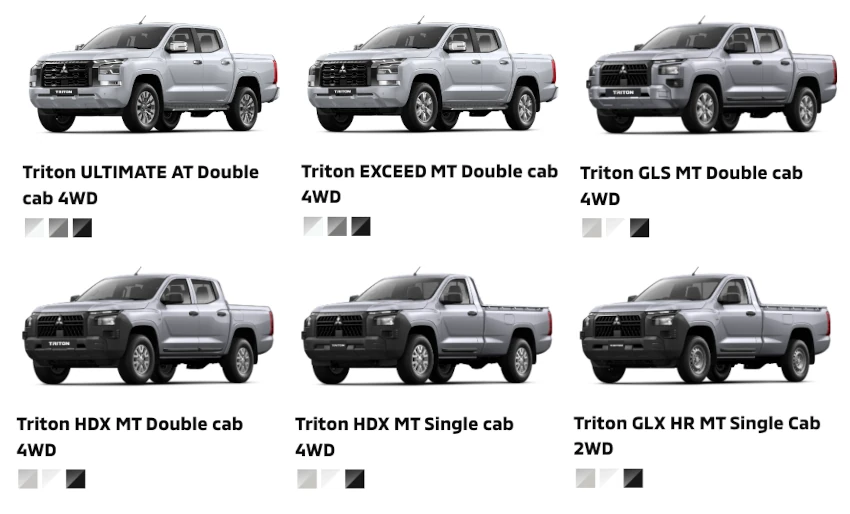 TRITON
TRITON
TRITON
Triton ULTIMATE AT Double
cab 4WD
Triton EXCEED MT Double cab
4WD
Triton GLS MT Double cab
4WD
TRITON
TRITON
TRITON
Triton HDX MT Double cab
4WD
Triton HDX MT Single cab
4WD
Triton GLX HR MT Single Cab
2WD